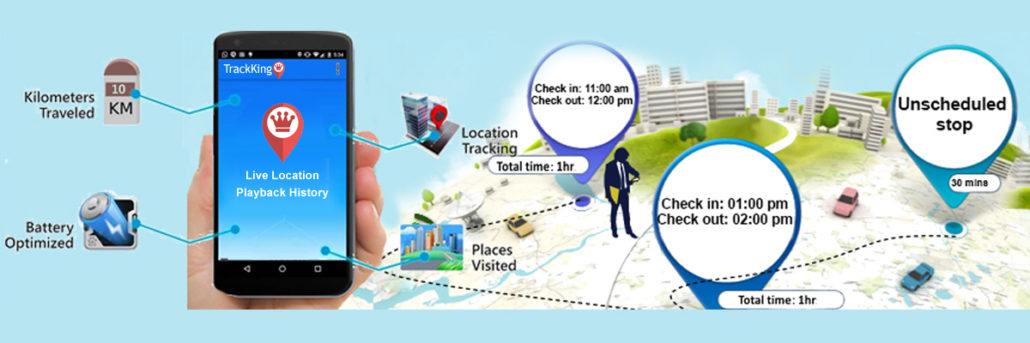 10
KM
Kilometers
Traveled
Battery
Optimized
5:34
TrackKing
Live Location
Playback History
Location
Tracking
Places
Visited
Check in: 11:00 am
Check out: 12:00 pm
Total time: 1hr
Check in: 01:00 pm
Check out: 02:00 pm
Total time: 1hr
Unscheduled
stop
30 mins